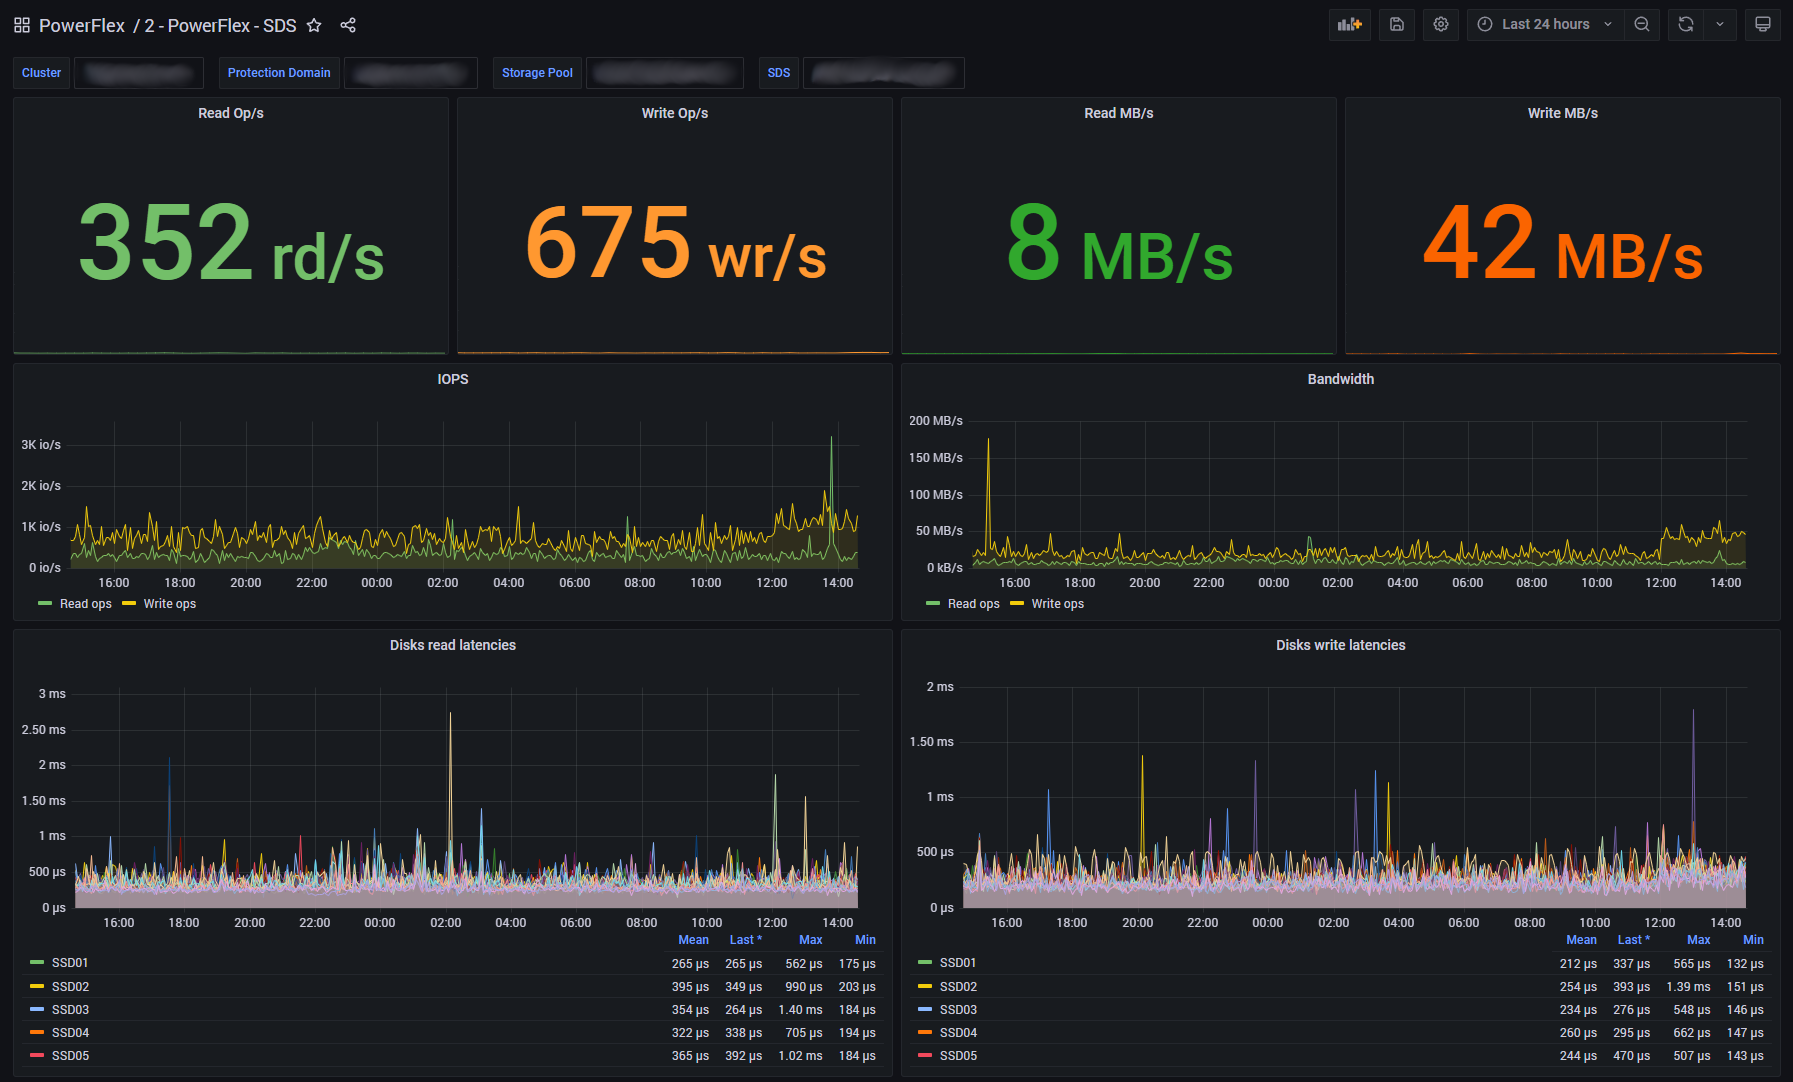 PowerFlex / 2 - PowerFlex - SDS
Last 24 hours
Cluster
Protection Domain
Storage Pool
SDS
Read Op/s
352 rd/s
Write Op/s
675 wr/s
Read MB/s
8 MB/s
Write MB/s
42 MB/s
IOPS
3K io/s
2K io/s
1K io/s
0 io/s
16:00 18:00 20:00 22:00 00:00 02:00 04:00 06:00 08:00 10:00 12:00 14:00
Read ops Write ops
Bandwidth
200 MB/s
150 MB/s
100 MB/s
50 MB/s
0 kB/s
16:00 18:00 20:00 22:00 00:00 02:00 04:00 06:00 08:00 10:00 12:00 14:00
Read ops Write ops
Disks read latencies
3 ms
2.50 ms
2 ms
1.50 ms
1 ms
500 µs
0 µs
16:00 18:00 20:00 22:00 00:00 02:00 04:00 06:00 08:00 10:00 12:00 14:00
Mean Last * Max Min
SSD01 265 µs 265 µs 562 µs 175 µs
SSD02 395 µs 349 µs 990 µs 203 µs
SSD03 354 µs 264 µs 1.40 ms 184 µs
SSD04 322 µs 338 µs 705 µs 194 µs
SSD05 365 µs 392 µs 1.02 ms 184 µs
Disks write latencies
2 ms
1.50 ms
1 ms
500 µs
0 µs
16:00 18:00 20:00 22:00 00:00 02:00 04:00 06:00 08:00 10:00 12:00 14:00
Mean Last * Max Min
SSD01 212 µs 337 µs 565 µs 132 µs
SSD02 254 µs 393 µs 1.39 ms 151 µs
SSD03 234 µs 276 µs 548 µs 146 µs
SSD04 260 µs 295 µs 662 µs 147 µs
SSD05 244 µs 470 µs 507 µs 143 µs